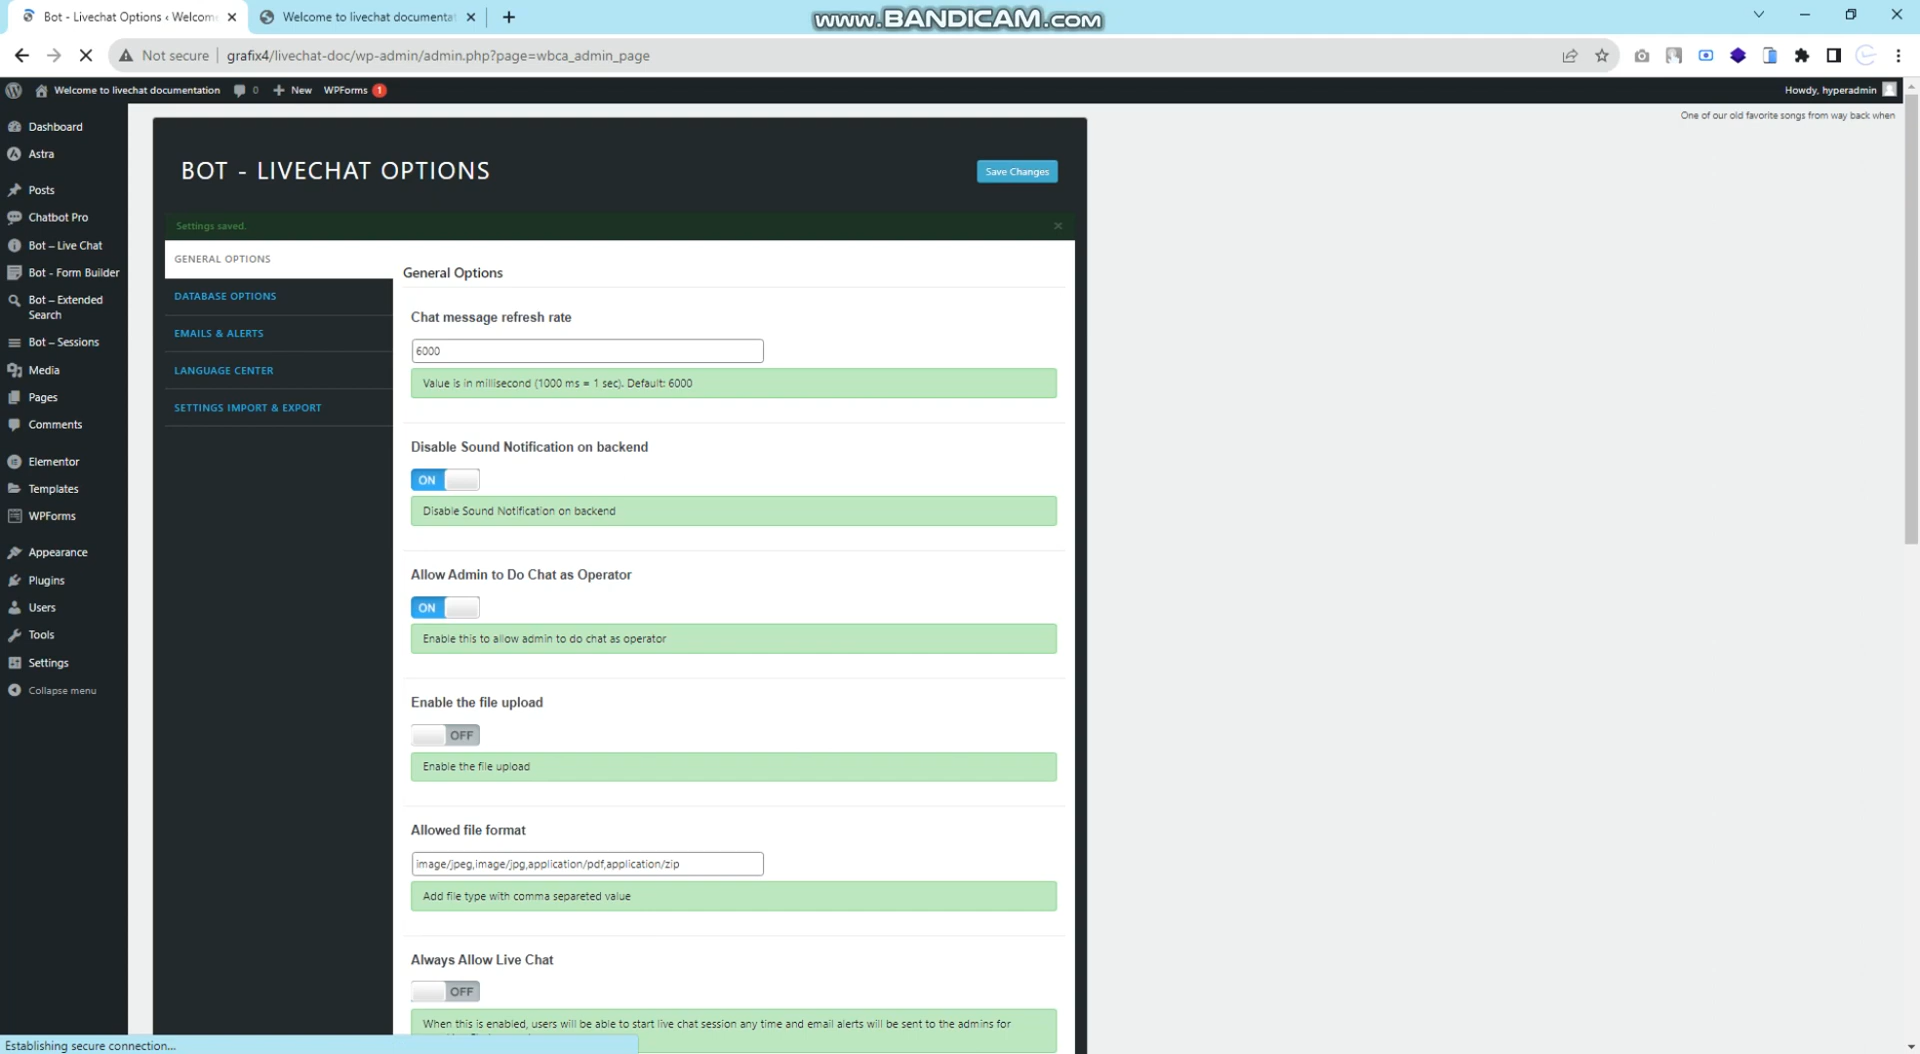 Bot - Livechat Options ‹ Welcome
Welcome to livechat documentat
www.BANDICAM.com
Not secure
grafix4/livechat-doc/wp-admin/admin.php?page=wbca_admin_page
Welcome to livechat documentation
0
New
WPForms 1
Howdy, hyperadmin
One of our old favorite songs from way back when
Dashboard
Astra
Posts
Chatbot Pro
Bot – Live Chat
Bot - Form Builder
Bot – Extended
Search
Bot – Sessions
Media
Pages
Comments
Elementor
Templates
WPForms
Appearance
Plugins
Users
Tools
Settings
Collapse menu
BOT - LIVECHAT OPTIONS
Save Changes
Settings saved.
GENERAL OPTIONS
DATABASE OPTIONS
EMAILS & ALERTS
LANGUAGE CENTER
SETTINGS IMPORT & EXPORT
General Options
Chat message refresh rate
6000
Value is in millisecond (1000 ms = 1 sec). Default: 6000
Disable Sound Notification on backend
ON
Disable Sound Notification on backend
Allow Admin to Do Chat as Operator
ON
Enable this to allow admin to do chat as operator
Enable the file upload
OFF
Enable the file upload
Allowed file format
image/jpeg,image/jpg,application/pdf,application/zip
Add file type with comma separeted value
Always Allow Live Chat
OFF
When this is enabled, users will be able to start live chat session any time and email alerts will be sent to the admins for
Establishing secure connection...